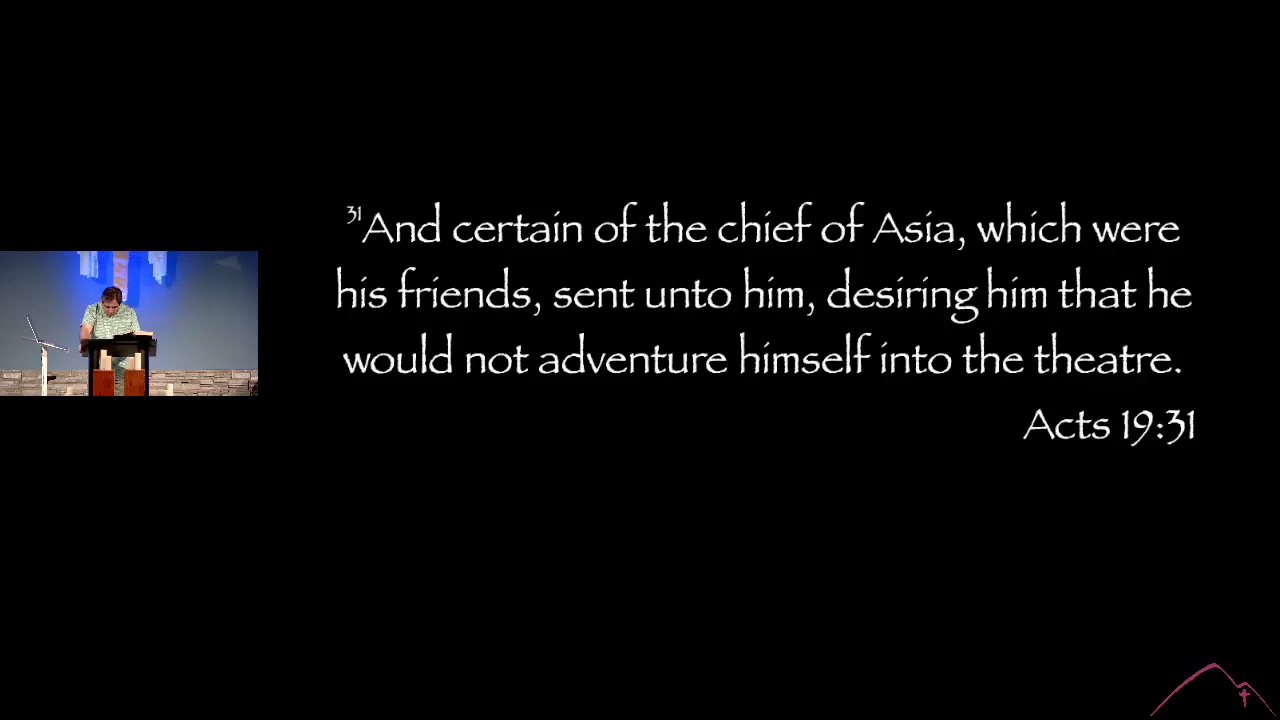 31And certain of the chief of Asia, which were
his friends, sent unto him, desiring him that he
would not adventure himself into the theatre.
Acts 19:31